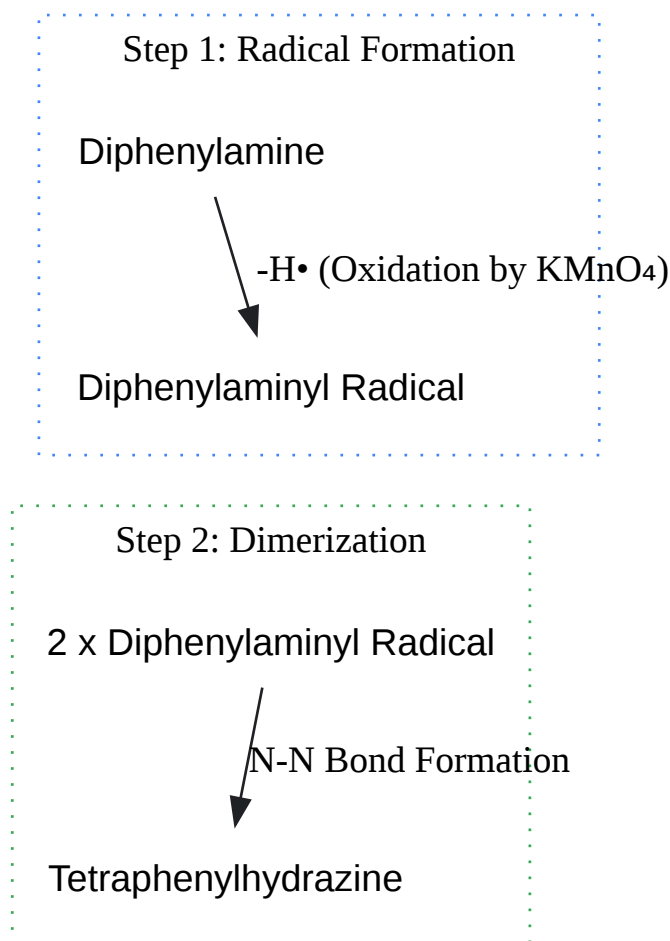 Step 1: Radical Formation
Diphenylamine
-H• (Oxidation by KMnO₄)
Diphenylaminyl Radical
Step 2: Dimerization
2 x Diphenylaminyl Radical
N-N Bond Formation
Tetraphenylhydrazine